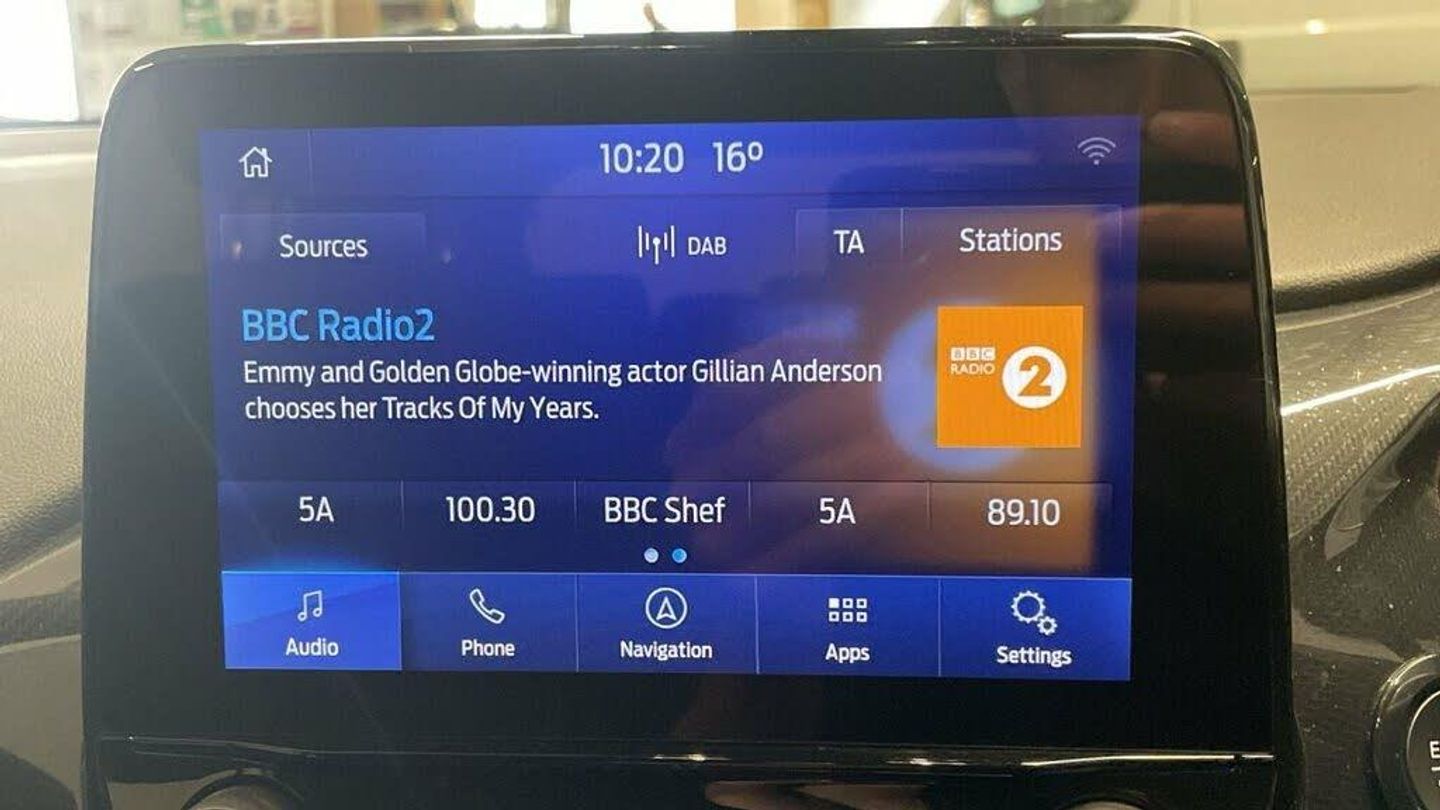 10:20 16º
Sources DAB TA Stations
BBC Radio2
Emmy and Golden Globe-winning actor Gillian Anderson
chooses her Tracks Of My Years.
BBC
RADIO 2
5A 100.30 BBC Shef 5A 89.10
Audio Phone Navigation Apps Settings